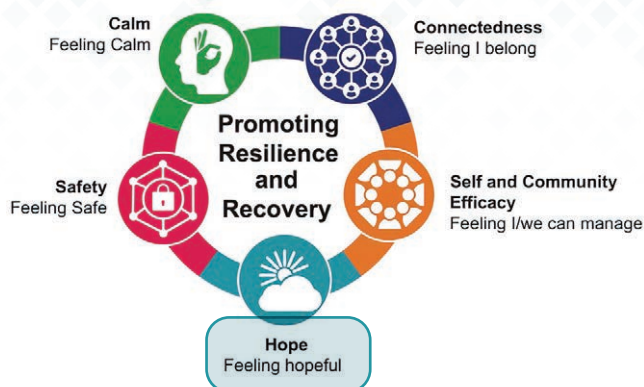 Calm
Feeling Calm
Connectedness
Feeling I belong
Promoting
Resilience
and
Recovery
Safety
Feeling Safe
Self and Community
Efficacy
Feeling I/we can manage
Hope
Feeling hopeful